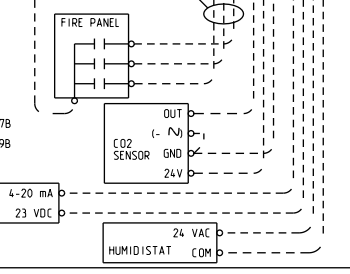 FIRE PANEL
OUT
7B
(- ~)
9B
CO2
SENSOR
GND
24V
4-20 mA
23 VDC
24 VAC
HUMIDISTAT
COM